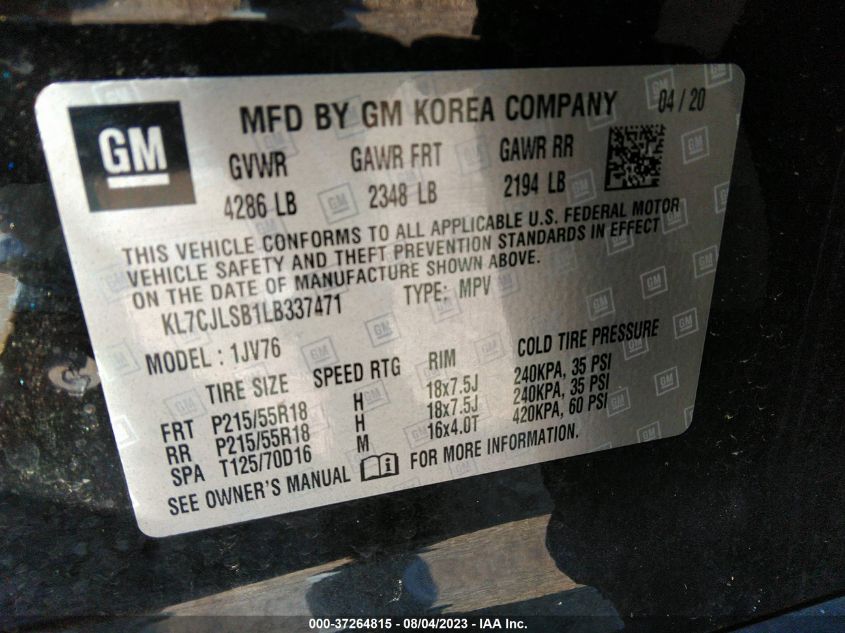 GM
MFD BY GM KOREA COMPANY 04 / 20
GVWR GAWR FRT GAWR RR
4286 LB 2348 LB 2194 LB
THIS VEHICLE CONFORMS TO ALL APPLICABLE U.S. FEDERAL MOTOR
VEHICLE SAFETY AND THEFT PREVENTION STANDARDS IN EFFECT
ON THE DATE OF MANUFACTURE SHOWN ABOVE.
KL7CJLSB1LB337471 TYPE: MPV
MODEL : 1JV76
TIRE SIZE SPEED RTG RIM COLD TIRE PRESSURE
FRT P215/55R18 H 18x7.5J 240KPA, 35 PSI
RR P215/55R18 H 18x7.5J 240KPA, 35 PSI
SPA T125/70D16 M 16x4.0T 420KPA, 60 PSI
SEE OWNER'S MANUAL FOR MORE INFORMATION.
000-37264815 - 08/04/2023 - IAA Inc.